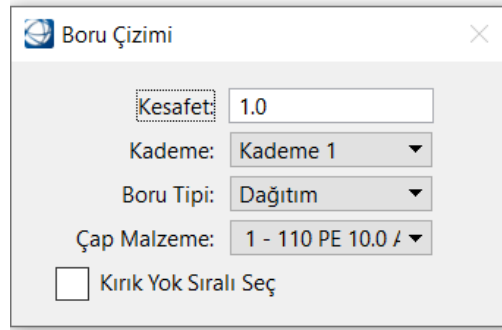 Boru Çizimi
Kesafet: 1.0
Kademe: Kademe 1
Boru Tipi: Dağıtım
Çap Malzeme: 1 - 110 PE 10.0
Kırık Yok Sıralı Seç